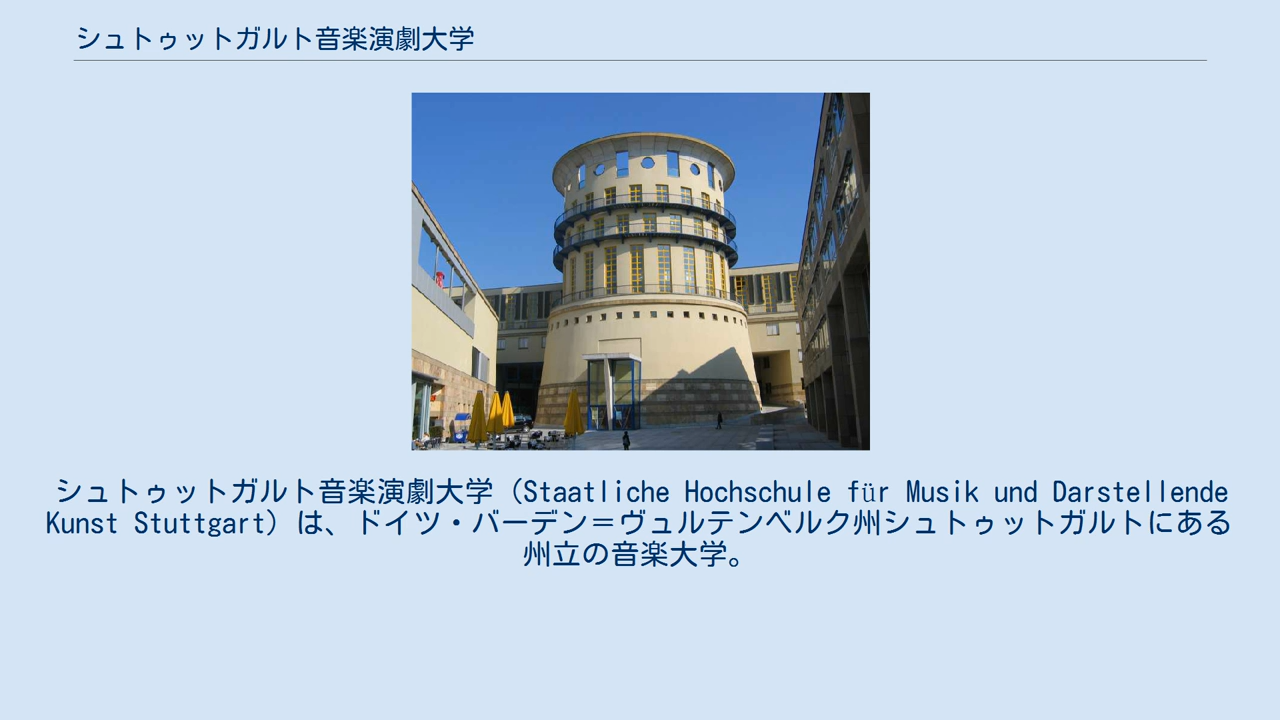 シュトゥットガルト音楽演劇大学
シュトゥットガルト音楽演劇大学（Staatliche Hochschule für Musik und Darstellende
Kunst Stuttgart）は、ドイツ・バーデン＝ヴュルテンベルク州シュトゥットガルトにある
州立の音楽大学。